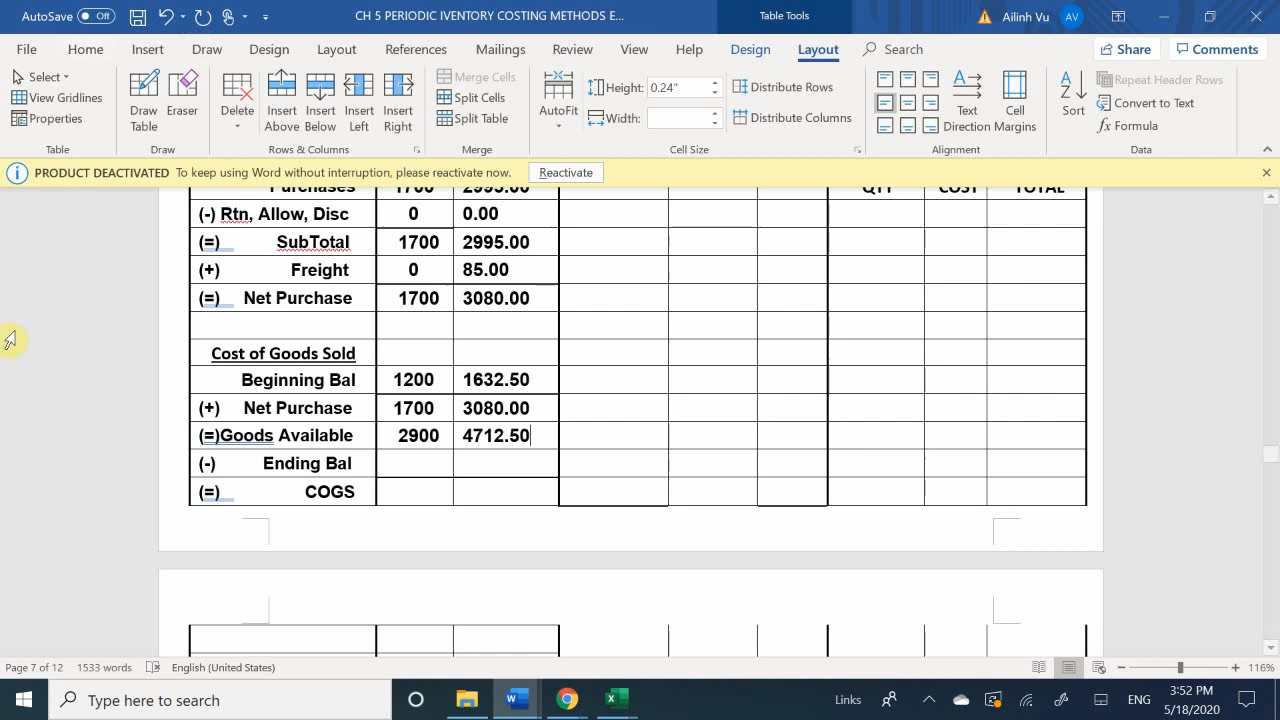 AutoSave Off CH 5 PERIODIC IVENTORY COSTING METHODS E... Table Tools Ailinh Vu AV
File Home Insert Draw Design Layout References Mailings Review View Help Design Layout Search Share Comments
Select View Gridlines Properties
Table
Draw Table Eraser
Draw
Delete Insert Above Insert Below Insert Left Insert Right
Rows & Columns
Merge Cells Split Cells Split Table
Merge
AutoFit Height: 0.24" Width: Distribute Rows Distribute Columns
Cell Size
Text Direction Cell Margins
Alignment
Sort Repeat Header Rows Convert to Text Formula
Data
PRODUCT DEACTIVATED To keep using Word without interruption, please reactivate now. Reactivate
Purchases 1700 2995.00 QTY COST TOTAL
(-) Rtn, Allow, Disc 0 0.00
(=) SubTotal 1700 2995.00
(+) Freight 0 85.00
(=) Net Purchase 1700 3080.00
Cost of Goods Sold
Beginning Bal 1200 1632.50
(+) Net Purchase 1700 3080.00
(=)Goods Available 2900 4712.50
(-) Ending Bal
(=) COGS
Page 7 of 12 1533 words English (United States) 116%
Type here to search Links ENG 3:52 PM
5/18/2020